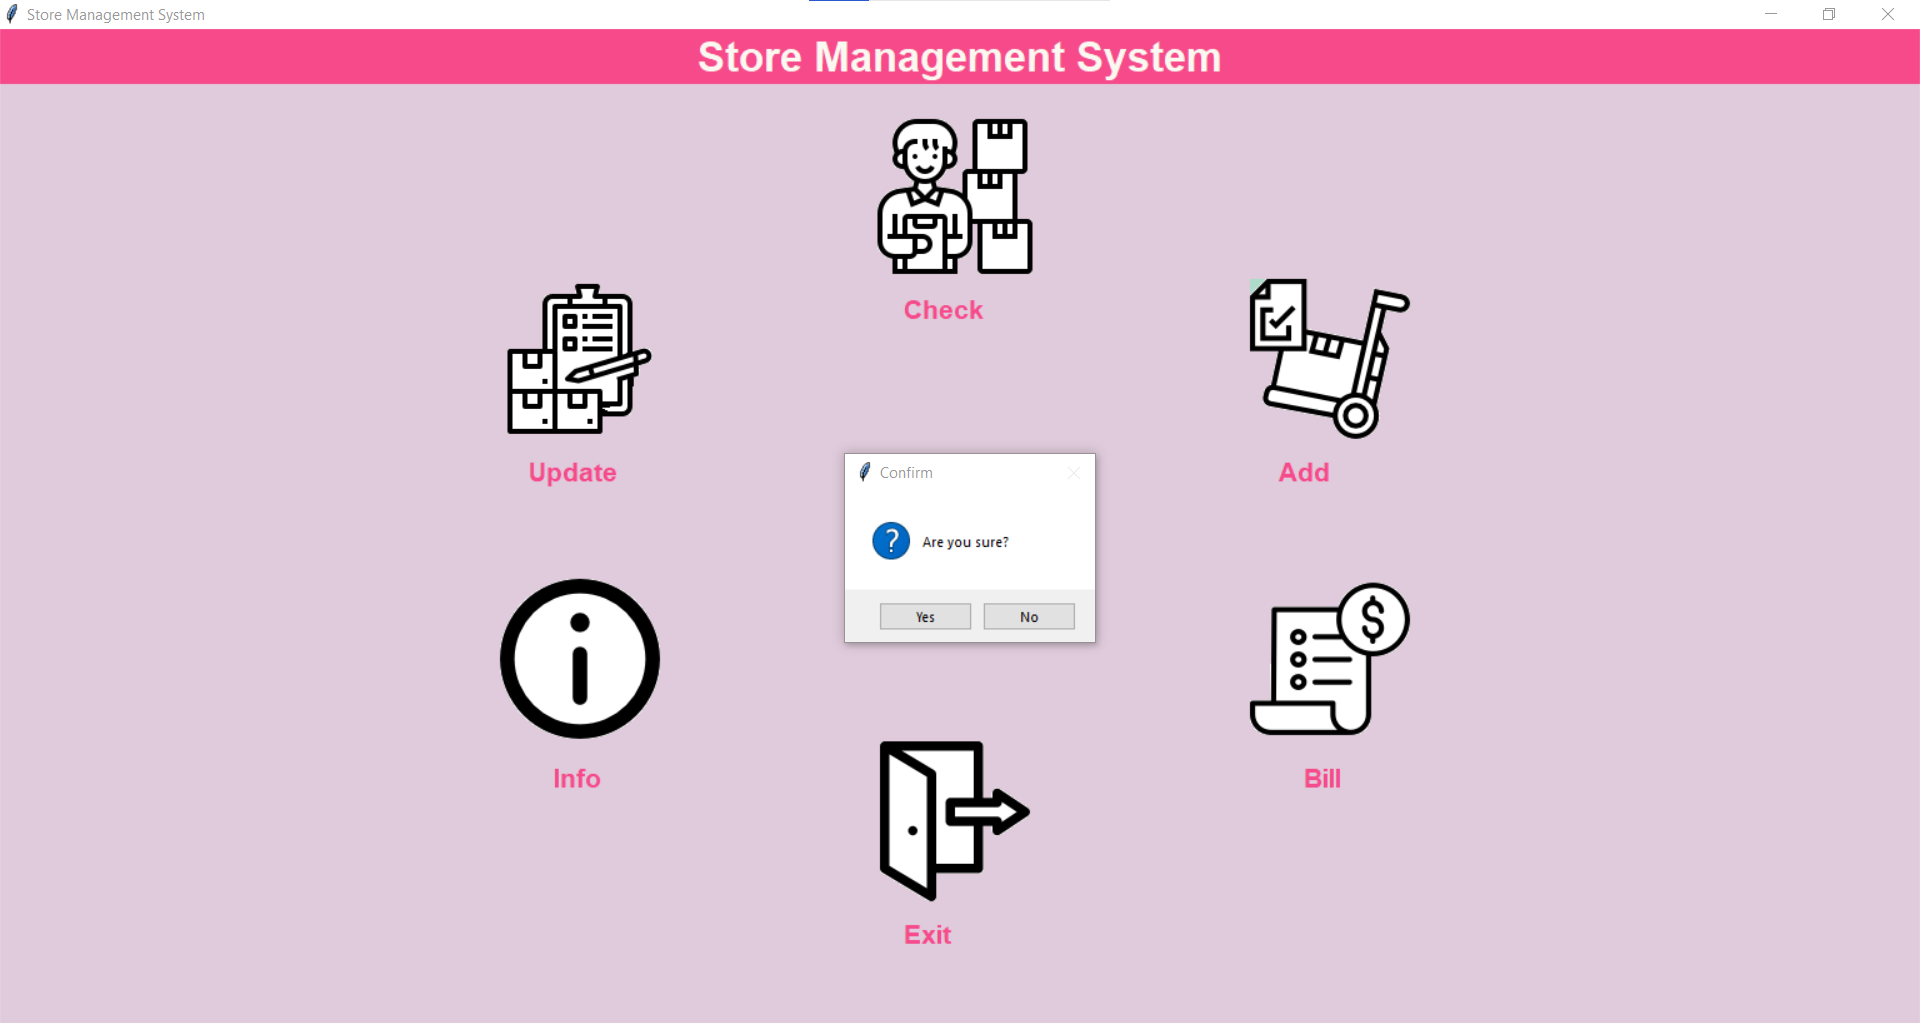 Store Management System
Store Management System
Check
Update
Add
Confirm
?
Are you sure?
Yes
No
i
$
Info
Bill
Exit